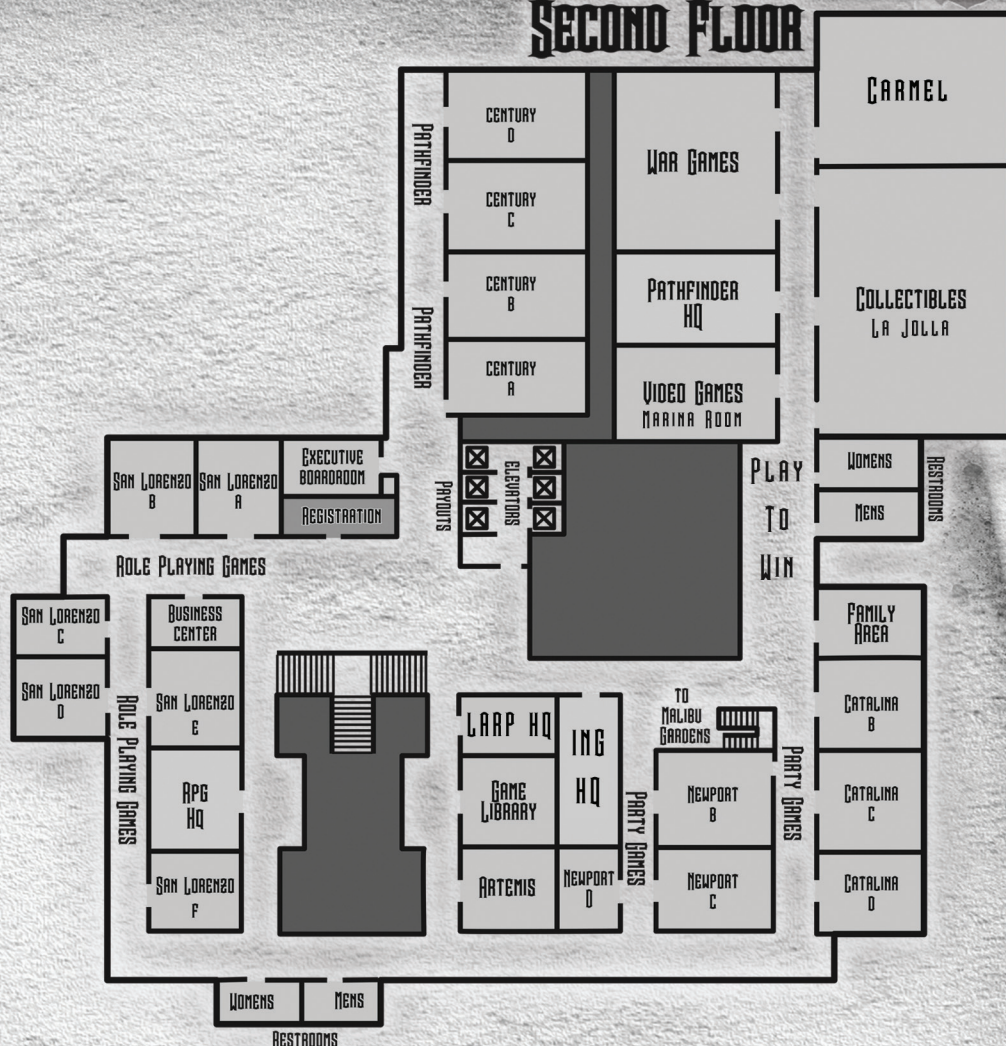 Second Floor
Carmel
Century
D
Pathfinder
War Games
Century
C
Century
B
Pathfinder
HQ
Collectibles
La Jolla
Pathfinder
Century
A
Video Games
Marina Room
San Lorenzo
B
San Lorenzo
A
Executive
Boardroom
Registration
Payouts
Elevators
Play
To
Win
Womens
Mens
Restrooms
Role Playing Games
San Lorenzo
C
San Lorenzo
D
Business
Center
San Lorenzo
E
Role Playing Games
RPG
HQ
San Lorenzo
F
LARP HQ
ING
HQ
Game
Library
Artemis
Newport
D
Party Games
To
Malibu
Gardens
Newport
B
Newport
C
Party Games
Family
Area
Catalina
B
Catalina
C
Catalina
D
Womens
Mens
Restrooms